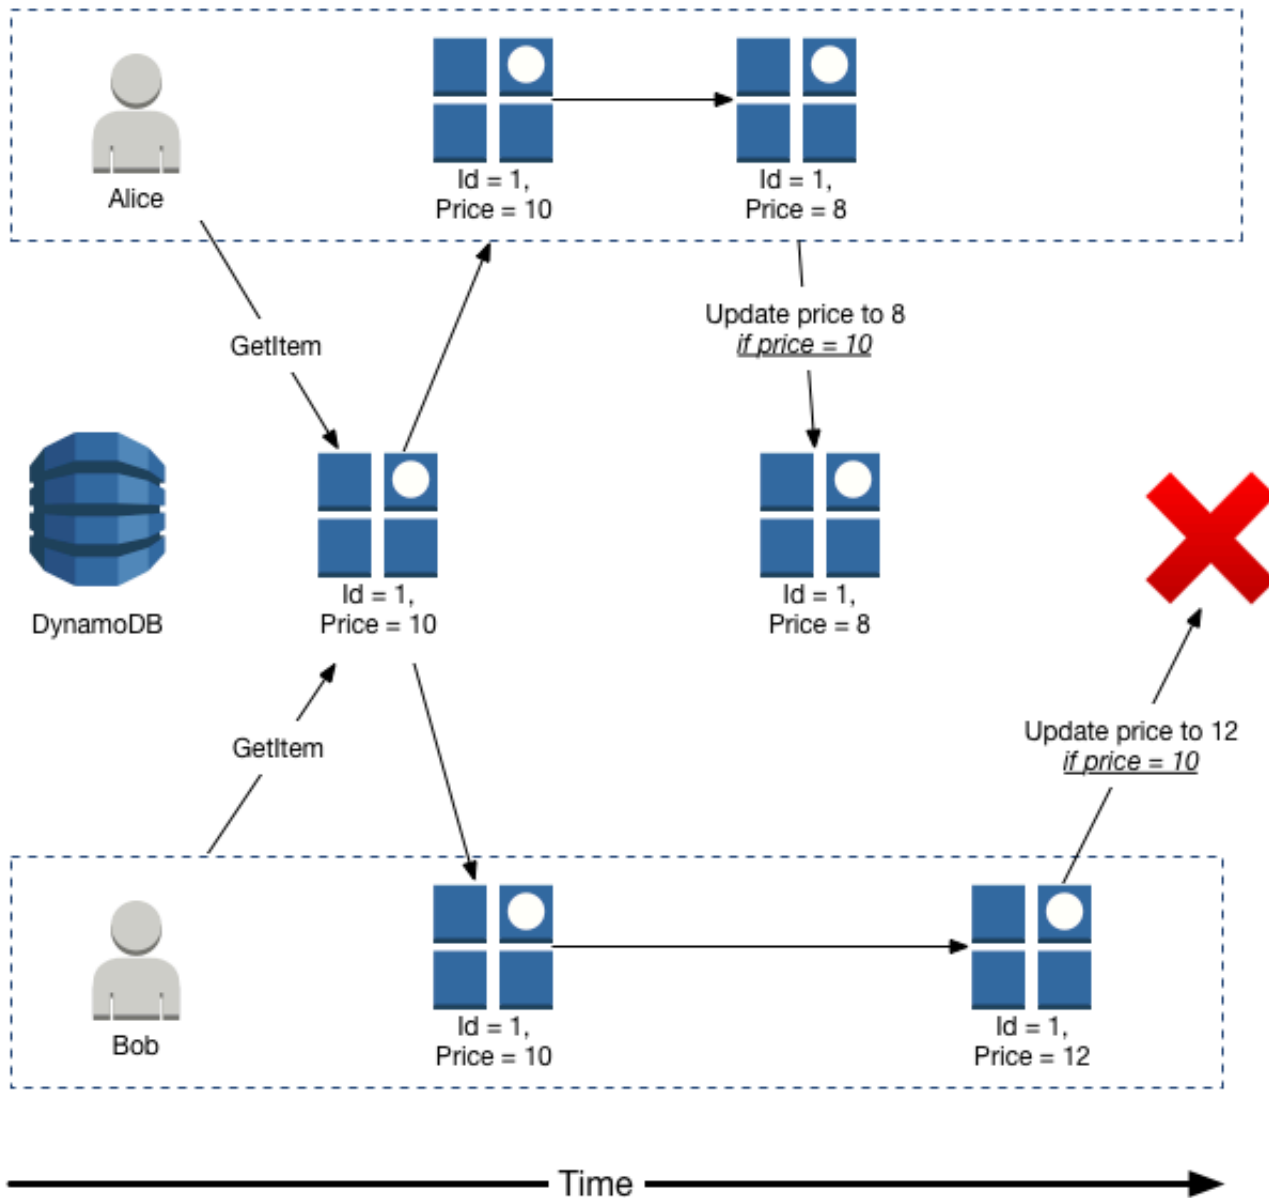 Alice
Id = 1,
Price = 10
Id = 1,
Price = 8
GetItem
Update price to 8
if price = 10
DynamoDB
Id = 1,
Price = 10
Id = 1,
Price = 8
GetItem
Update price to 12
if price = 10
Bob
Id = 1,
Price = 10
Id = 1,
Price = 12
Time